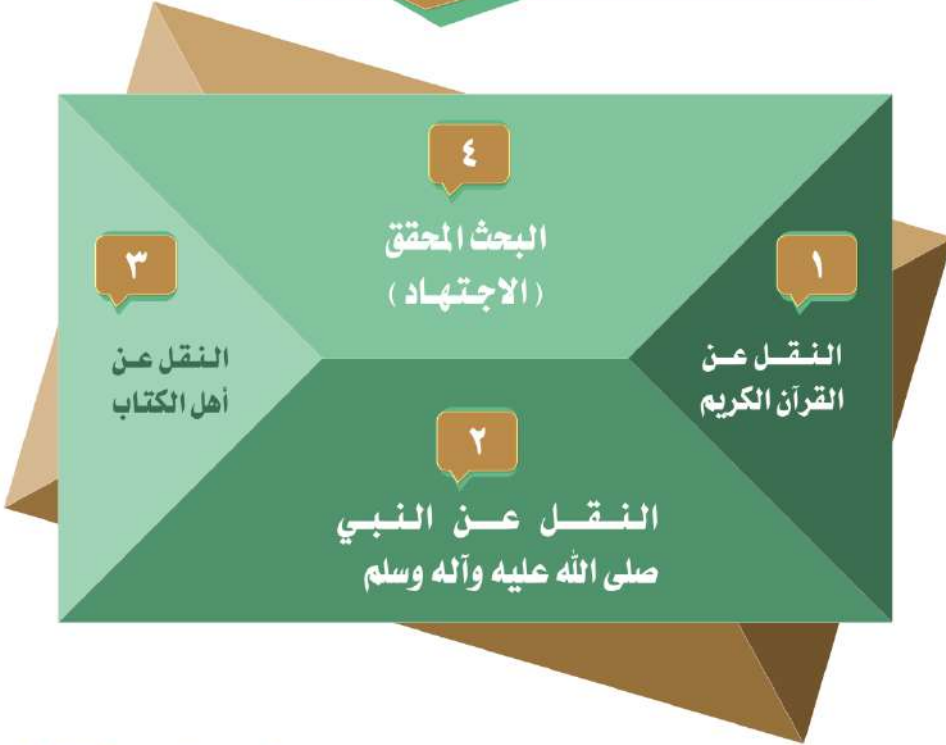 ١
النقل عن
القرآن الكريم
٢
النقل عن النبي
صلى الله عليه وآله وسلم
٣
النقل عن
أهل الكتاب
٤
البحث المحقق
(الاجتهاد)